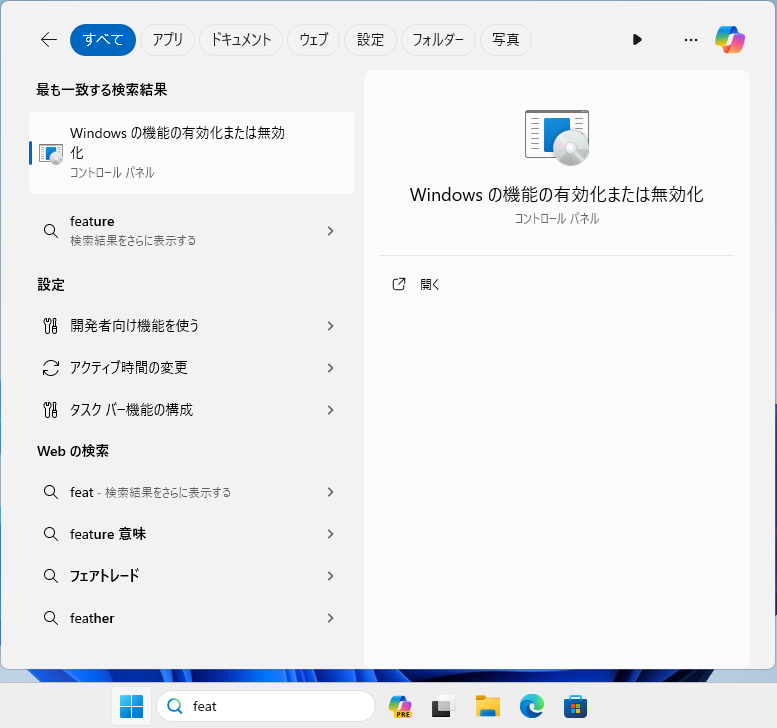 すべて アプリ ドキュメント ウェブ 設定 フォルダー 写真
最も一致する検索結果
Windows の機能の有効化または無効
化
コントロール パネル
feature
検索結果をさらに表示する
設定
開発者向け機能を使う
アクティブ時間の変更
タスク バー機能の構成
Web の検索
feat - 検索結果をさらに表示する
feature 意味
フェアトレード
feather
Windows の機能の有効化または無効化
コントロール パネル
開く
feat
PRE